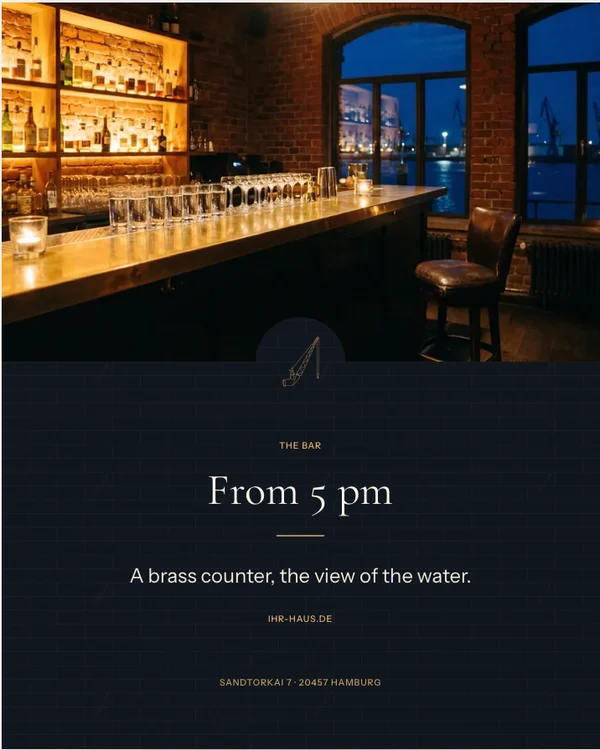 THE BAR
From 5 pm
A brass counter, the view of the water.
IHR-HAUS.DE
SANDTORKAI 7 · 20457 HAMBURG